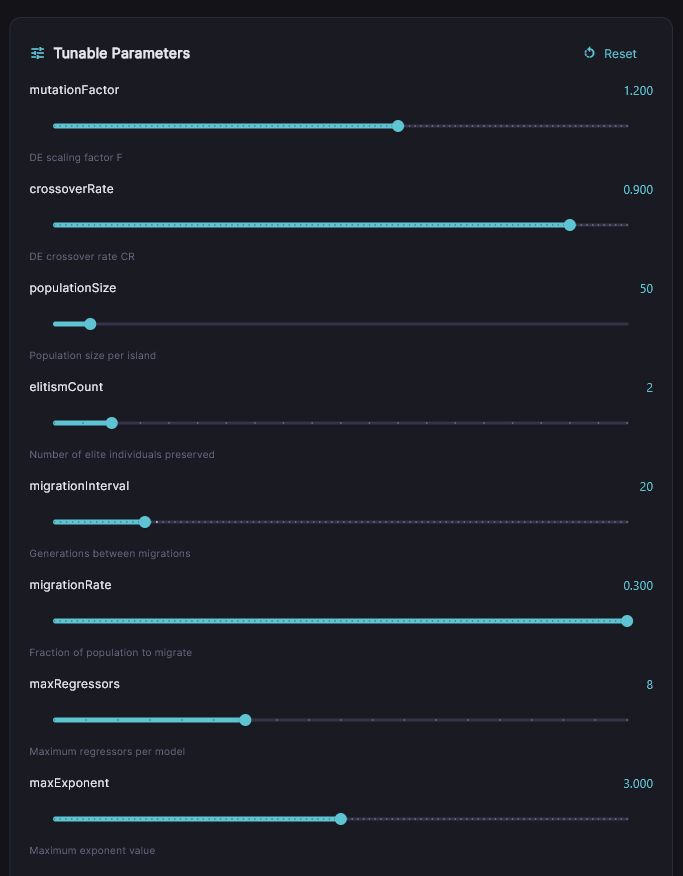 Tunable Parameters
Reset
mutationFactor
1.200
DE scaling factor F
crossoverRate
0.900
DE crossover rate CR
populationSize
50
Population size per island
elitismCount
2
Number of elite individuals preserved
migrationInterval
20
Generations between migrations
migrationRate
0.300
Fraction of population to migrate
maxRegressors
8
Maximum regressors per model
maxExponent
3.000
Maximum exponent value